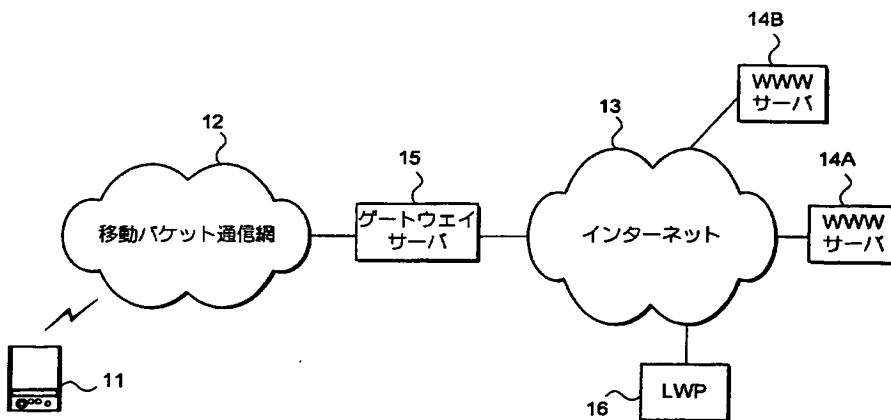 14B
WWW
サーバ
12
13
15
14A
移動パケット通信網
ゲートウェイ
サーバ
インターネット
WWW
サーバ
11
16
LWP